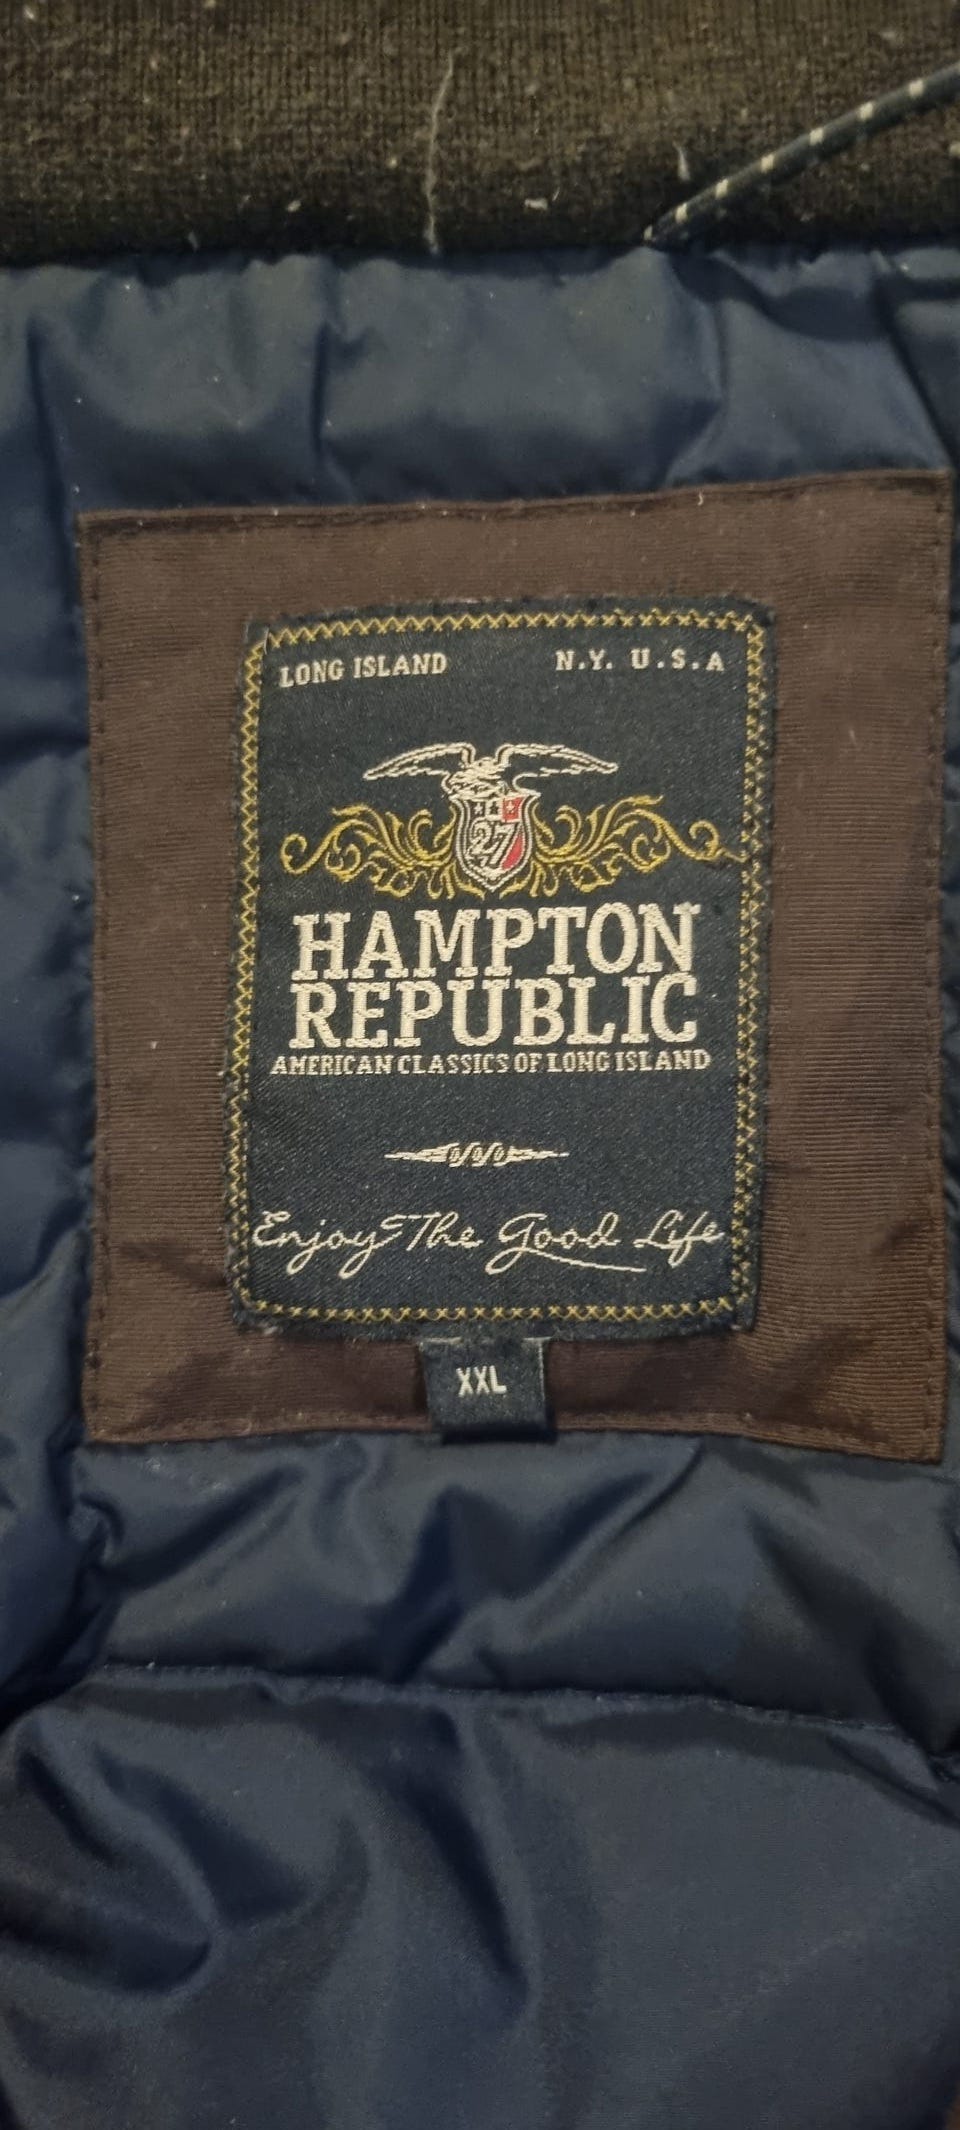 LONG ISLAND N.Y. U.S.A
27
HAMPTON
REPUBLIC
AMERICAN CLASSICS OF LONG ISLAND
Enjoy The Good Life
XXL